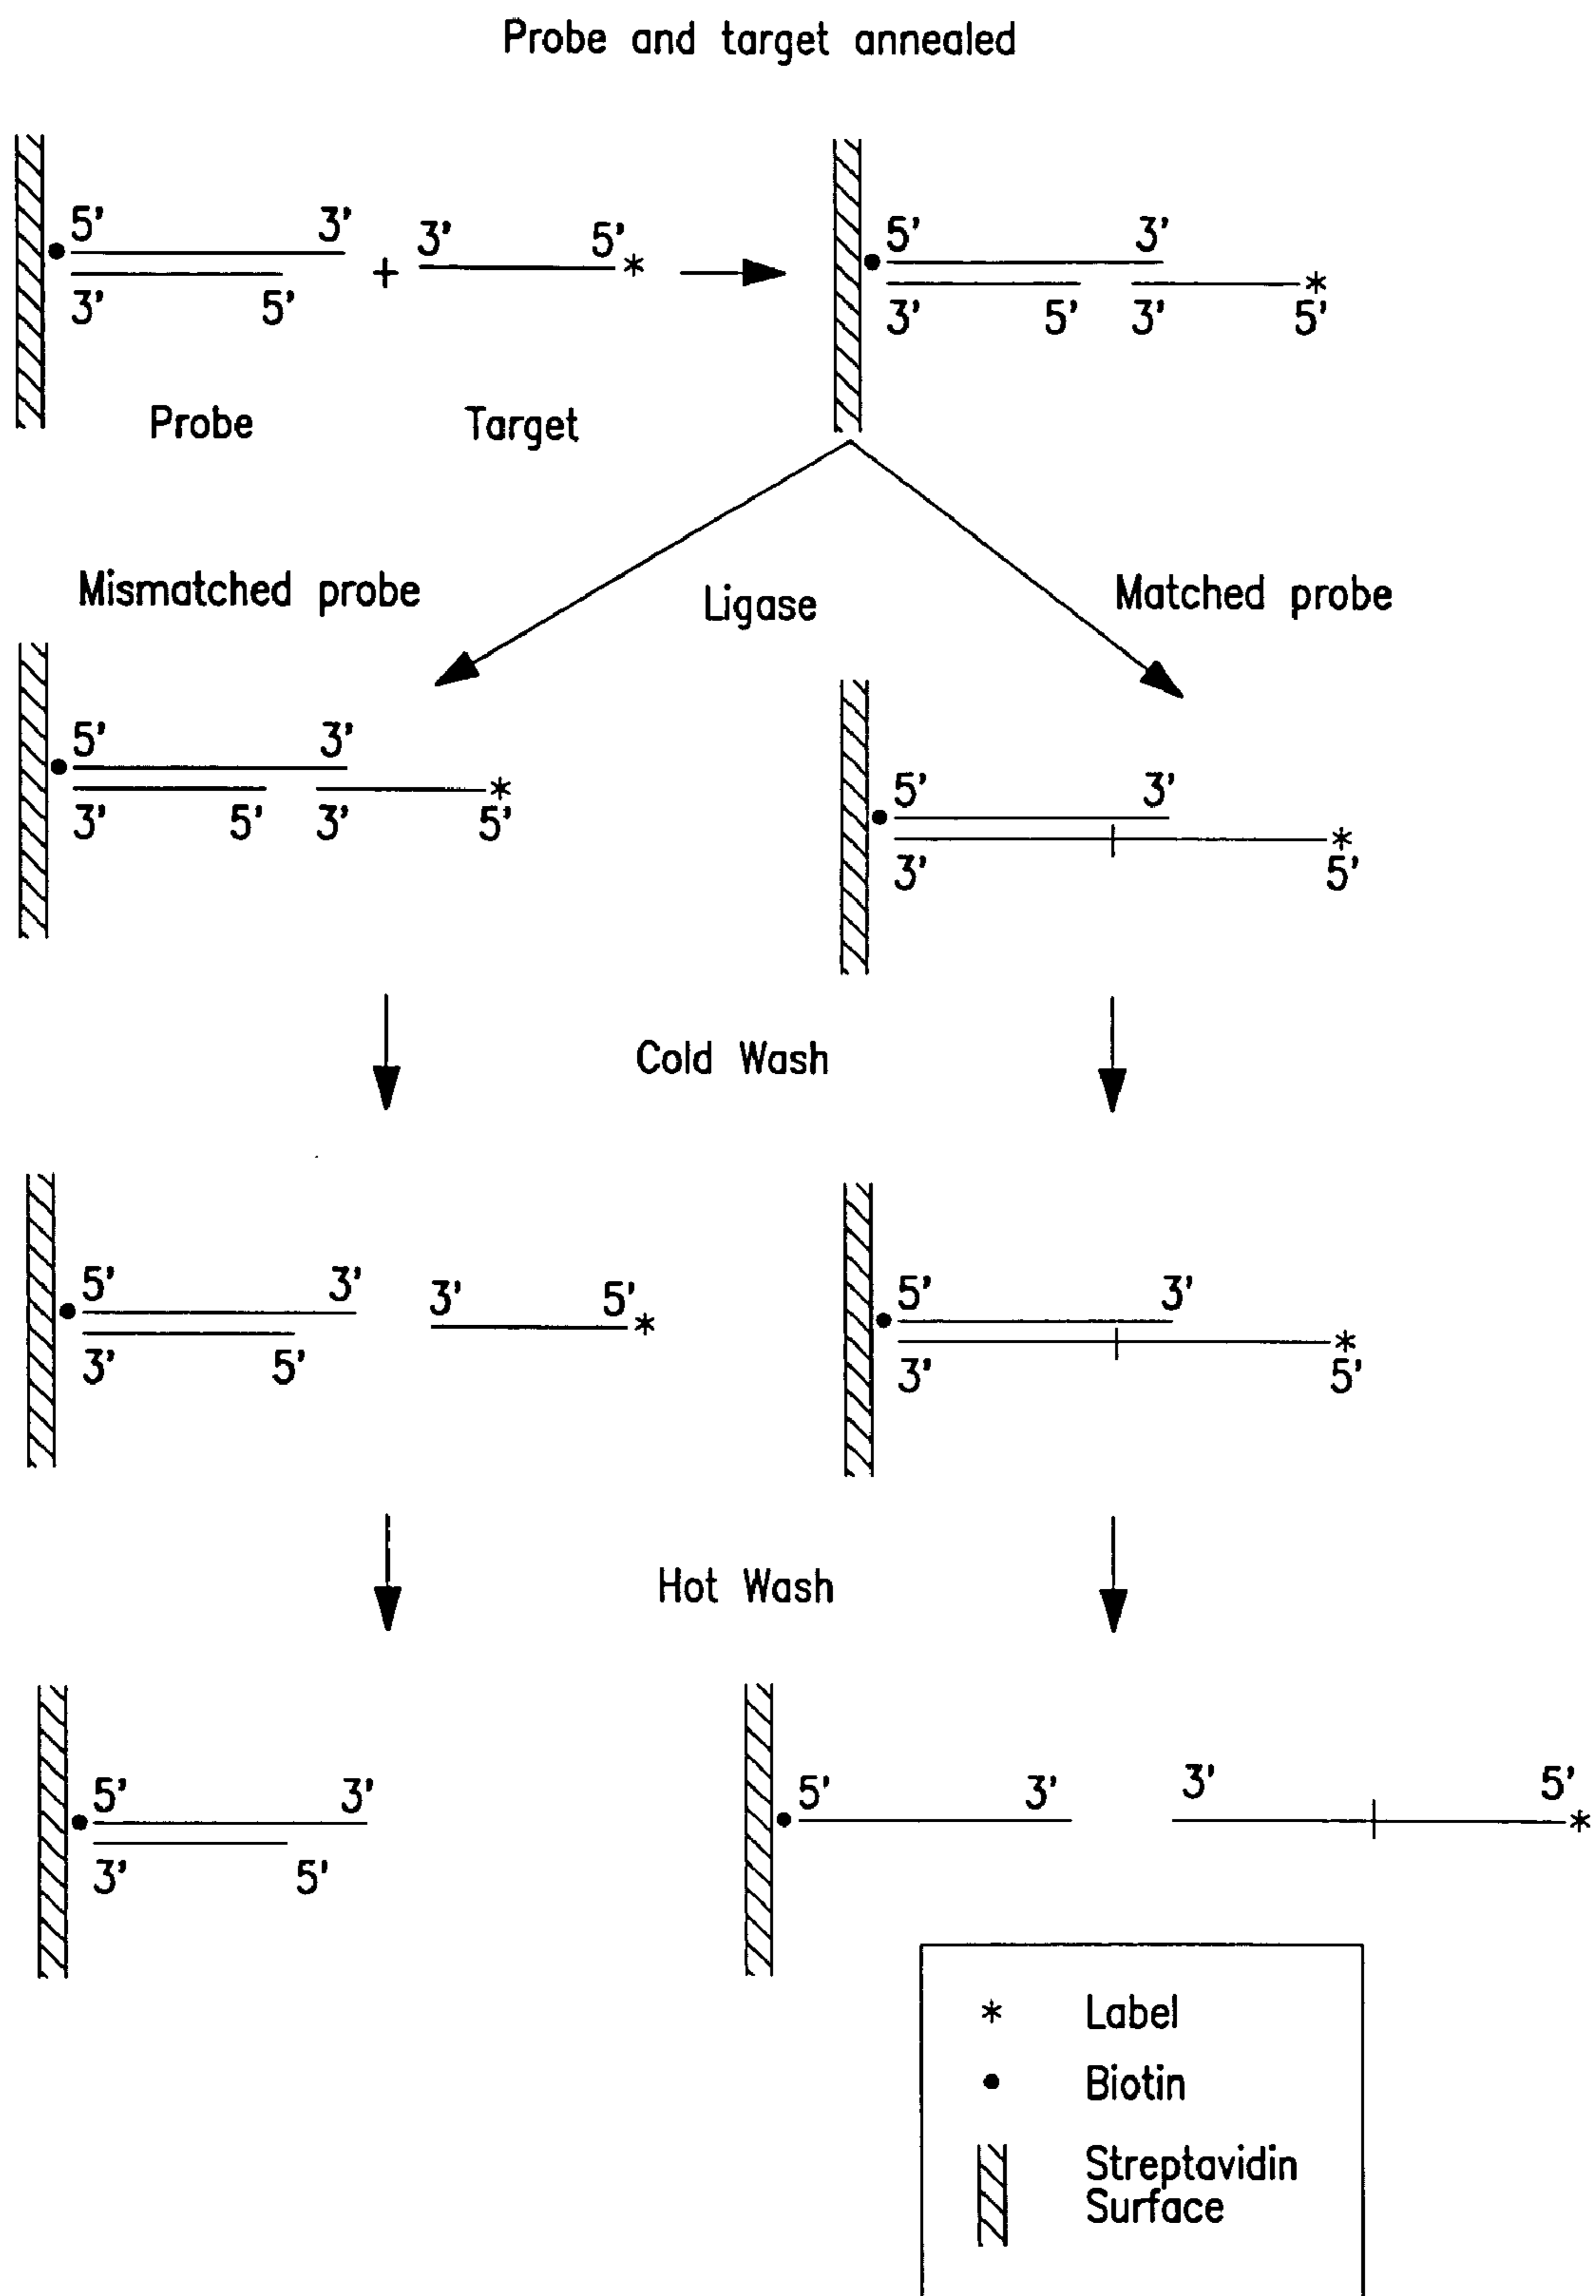 Probe and target annealed
5' 3' 3' 5' * 5' 3'
+
3' 5' 3' 5' 3' 5'
*
Probe Target
Mismatched probe Ligase Matched probe
5' 3'
*
3' 5' 3' 5'
5' 3'
*
3' 5'
Cold Wash
5' 3' 3' 5' *
3' 5'
5' 3'
*
3' 5'
Hot Wash
5' 3'
3' 5'
5' 3' 3' 5'
*
* Label
• Biotin
Streptavidin
Surface